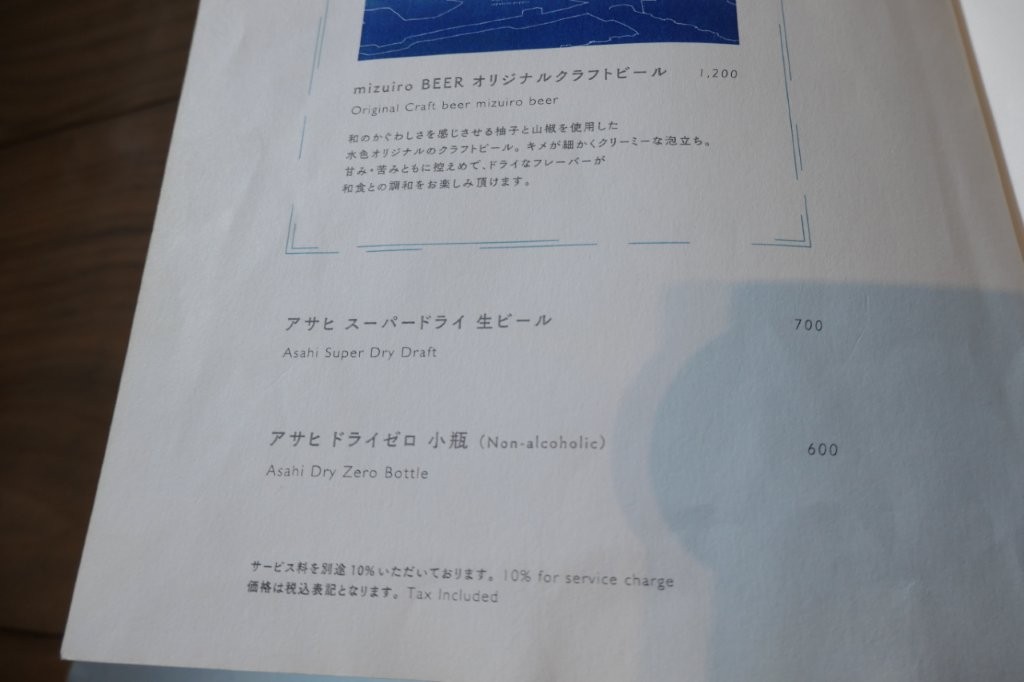 mizuiro BEER オリジナルクラフトビール 1,200
Original Craft beer mizuiro beer
和のかぐわしさを感じさせる柚子と山椒を使用した
水色オリジナルのクラフトビール。キメが細かくクリーミーな泡立ち。
甘み・苦みともに控えめで、ドライなフレーバーが
和食との調和をお楽しみ頂けます。
アサヒ スーパードライ 生ビール 700
Asahi Super Dry Draft
アサヒ ドライゼロ 小瓶（Non-alcoholic） 600
Asahi Dry Zero Bottle
サービス料を別途10%いただいております。10% for service charge
価格は税込表記となります。Tax Included